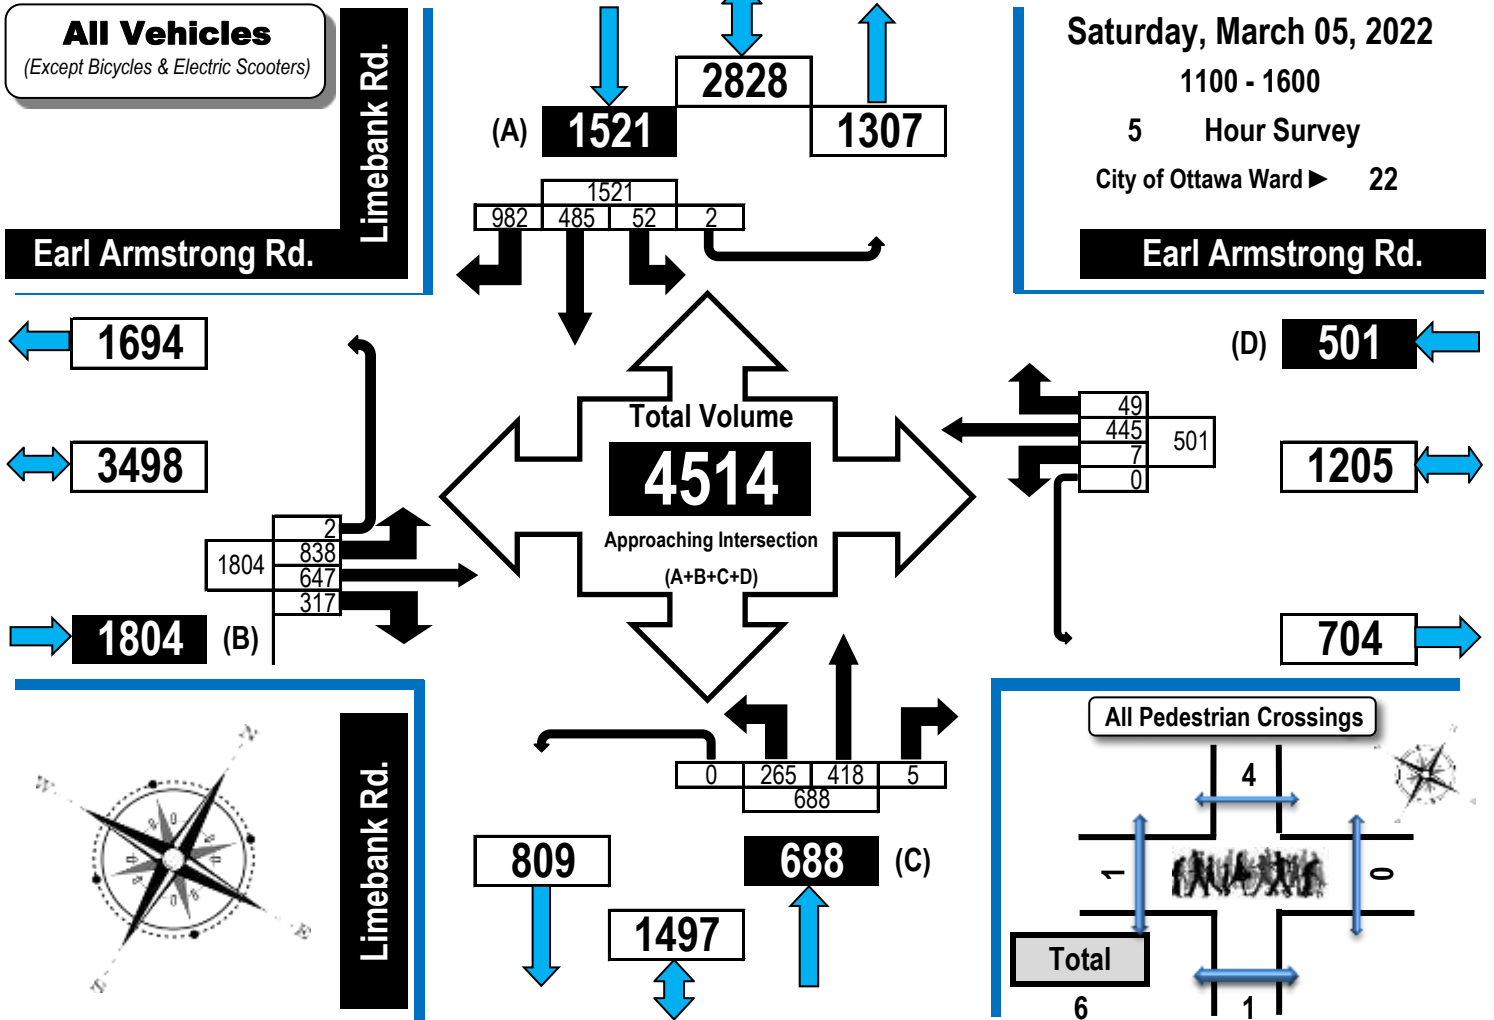 All Vehicles
(Except Bicycles & Electric Scooters)
Limebank Rd.
Earl Armstrong Rd.
2828
(A) 1521
1307
1521
982 485 52 2
Saturday, March 05, 2022
1100 - 1600
5 Hour Survey
City of Ottawa Ward ► 22
Earl Armstrong Rd.
1694
3498
2
838
647
317
1804
1804 (B)
Total Volume
4514
Approaching Intersection
(A+B+C+D)
(D) 501
49
445
7
0
501
1205
704
0 265 418 5
688
809
688 (C)
1497
Limebank Rd.
N
W
E
S
All Pedestrian Crossings
4
1
0
Total
6
1